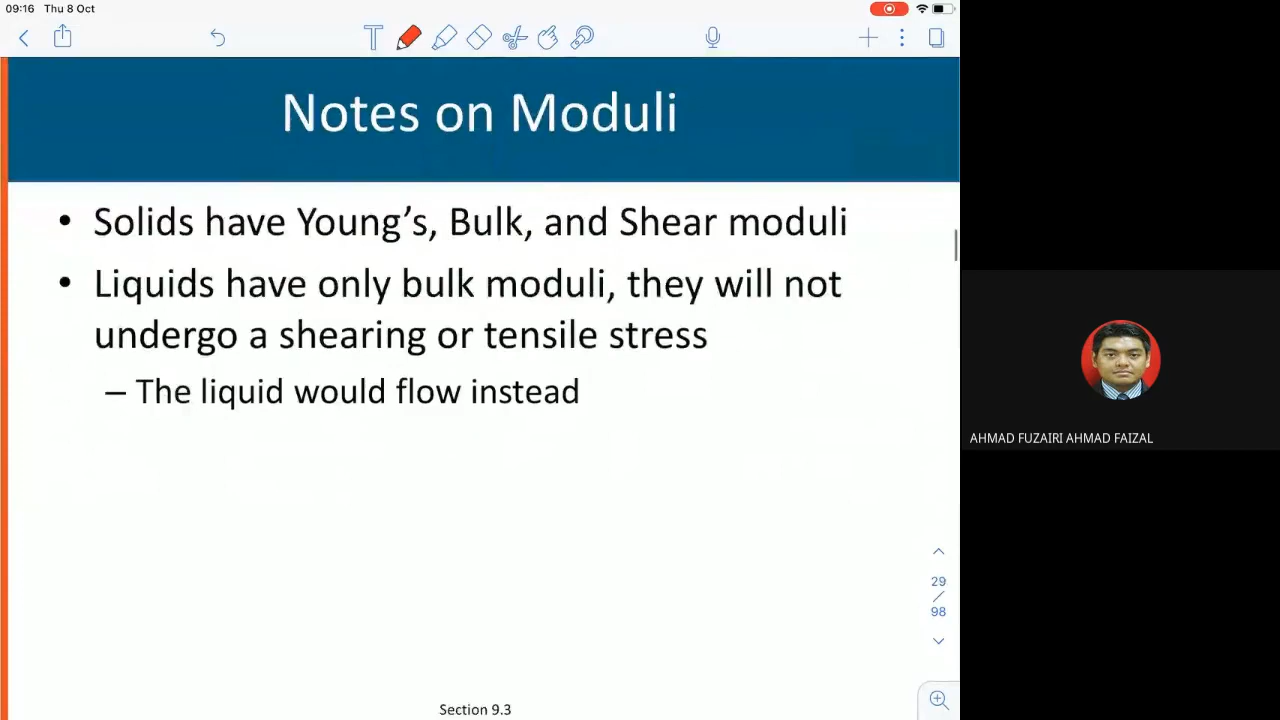 09:16 Thu 8 Oct
T
Notes on Moduli
• Solids have Young’s, Bulk, and Shear moduli
• Liquids have only bulk moduli, they will not
undergo a shearing or tensile stress
– The liquid would flow instead
29
/
98
Section 9.3
AHMAD FUZAIRI AHMAD FAIZAL